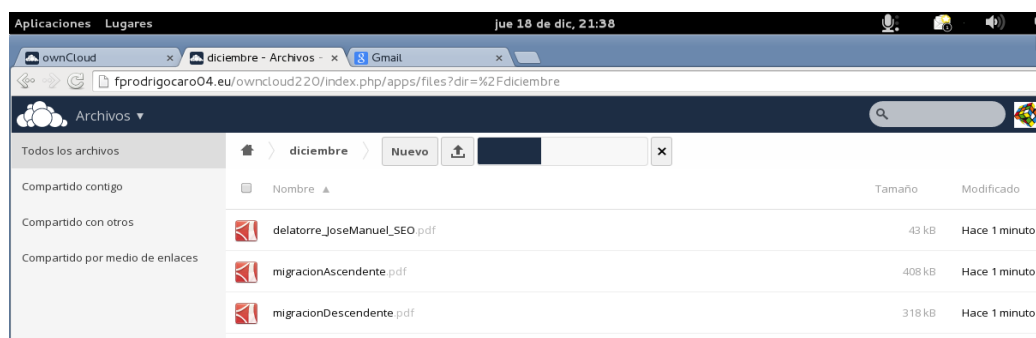 Aplicaciones Lugares jue 18 de dic, 21:38
ownCloud × diciembre - Archivos - × 8 Gmail ×
fprodrigocaro04.eu/owncloud220/index.php/apps/files?dir=%2Fdiciembre
Archivos ▾
Todos los archivos diciembre Nuevo ×
Compartido contigo Nombre ▲ Tamaño Modificado
Compartido con otros delatorre_JoseManuel_SEO.pdf 43 kB Hace 1 minuto
Compartido por medio de enlaces migracionAscendente.pdf 408 kB Hace 1 minuto
migracionDescendente.pdf 318 kB Hace 1 minuto